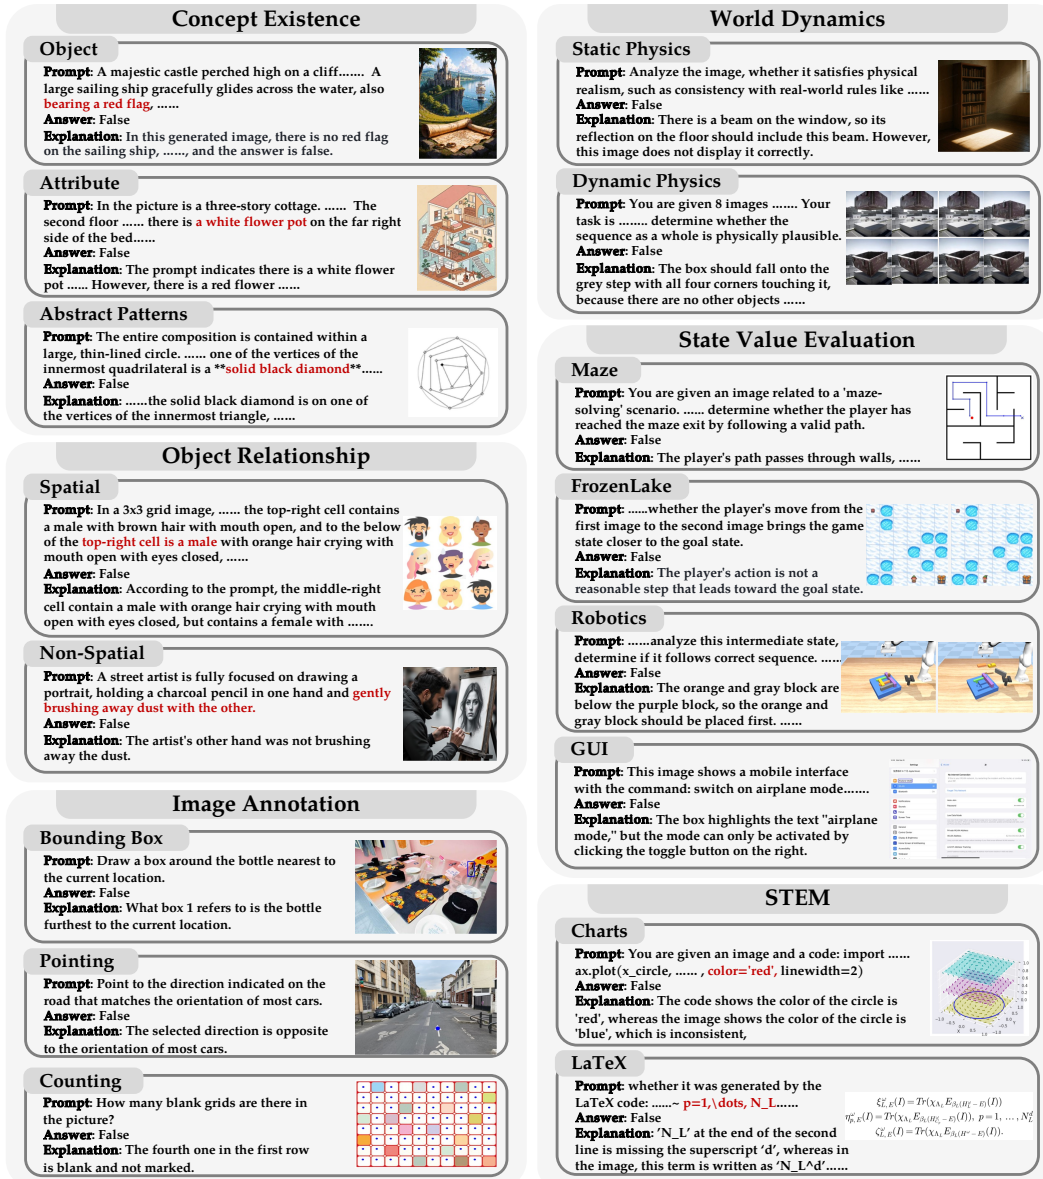 Concept Existence
Object
Prompt: A majestic castle perched high on a cliff...... A
large sailing ship gracefully glides across the water, also
bearing a red flag, ......
Answer: False
Explanation: In this generated image, there is no red flag
on the sailing ship, ......, and the answer is false.
Attribute
Prompt: In the picture is a three-story cottage. ...... The
second floor ...... there is a white flower pot on the far right
side of the bed......
Answer: False
Explanation: The prompt indicates there is a white flower
pot ...... However, there is a red flower ......
Abstract Patterns
Prompt: The entire composition is contained within a
large, thin-lined circle. ...... one of the vertices of the
innermost quadrilateral is a **solid black diamond**......
Answer: False
Explanation: ......the solid black diamond is on one of
the vertices of the innermost triangle, ......
Object Relationship
Spatial
Prompt: In a 3x3 grid image, ...... the top-right cell contains
a male with brown hair with mouth open, and to the below
of the top-right cell is a male with orange hair crying with
mouth open with eyes closed, ......
Answer: False
Explanation: According to the prompt, the middle-right
cell contain a male with orange hair crying with mouth
open with eyes closed, but contains a female with .......
Non-Spatial
Prompt: A street artist is fully focused on drawing a
portrait, holding a charcoal pencil in one hand and gently
brushing away dust with the other.
Answer: False
Explanation: The artist's other hand was not brushing
away the dust.
Image Annotation
Bounding Box
Prompt: Draw a box around the bottle nearest to
the current location.
Answer: False
Explanation: What box 1 refers to is the bottle
furthest to the current location.
Pointing
Prompt: Point to the direction indicated on the
road that matches the orientation of most cars.
Answer: False
Explanation: The selected direction is opposite
to the orientation of most cars.
Counting
Prompt: How many blank grids are there in
the picture?
Answer: False
Explanation: The fourth one in the first row
is blank and not marked.
World Dynamics
Static Physics
Prompt: Analyze the image, whether it satisfies physical
realism, such as consistency with real-world rules like ......
Answer: False
Explanation: There is a beam on the window, so its
reflection on the floor should include this beam. However,
this image does not display it correctly.
Dynamic Physics
Prompt: You are given 8 images ....... Your
task is ........ determine whether the
sequence as a whole is physically plausible.
Answer: False
Explanation: The box should fall onto the
grey step with all four corners touching it,
because there are no other objects ......
State Value Evaluation
Maze
Prompt: You are given an image related to a 'maze-
solving' scenario. ...... determine whether the player has
reached the maze exit by following a valid path.
Answer: False
Explanation: The player's path passes through walls, ......
FrozenLake
Prompt: ......whether the player's move from the
first image to the second image brings the game
state closer to the goal state.
Answer: False
Explanation: The player's action is not a
reasonable step that leads toward the goal state.
Robotics
Prompt: ......analyze this intermediate state,
determine if it follows correct sequence. ......
Answer: False
Explanation: The orange and gray block are
below the purple block, so the orange and
gray block should be placed first. ......
GUI
Prompt: This image shows a mobile interface
with the command: switch on airplane mode.......
Answer: False
Explanation: The box highlights the text "airplane
mode," but the mode can only be activated by
clicking the toggle button on the right.
STEM
Charts
Prompt: You are given an image and a code: import ......
ax.plot(x_circle, ...... , color='red', linewidth=2)
Answer: False
Explanation: The code shows the color of the circle is
'red', whereas the image shows the color of the circle is
'blue', which is inconsistent,
LaTeX
Prompt: whether it was generated by the
LaTeX code: ......~ p=1,\dots, N_L......
Answer: False
Explanation: 'N_L' at the end of the second
line is missing the superscript 'd', whereas in
the image, this term is written as 'N_L^d'......